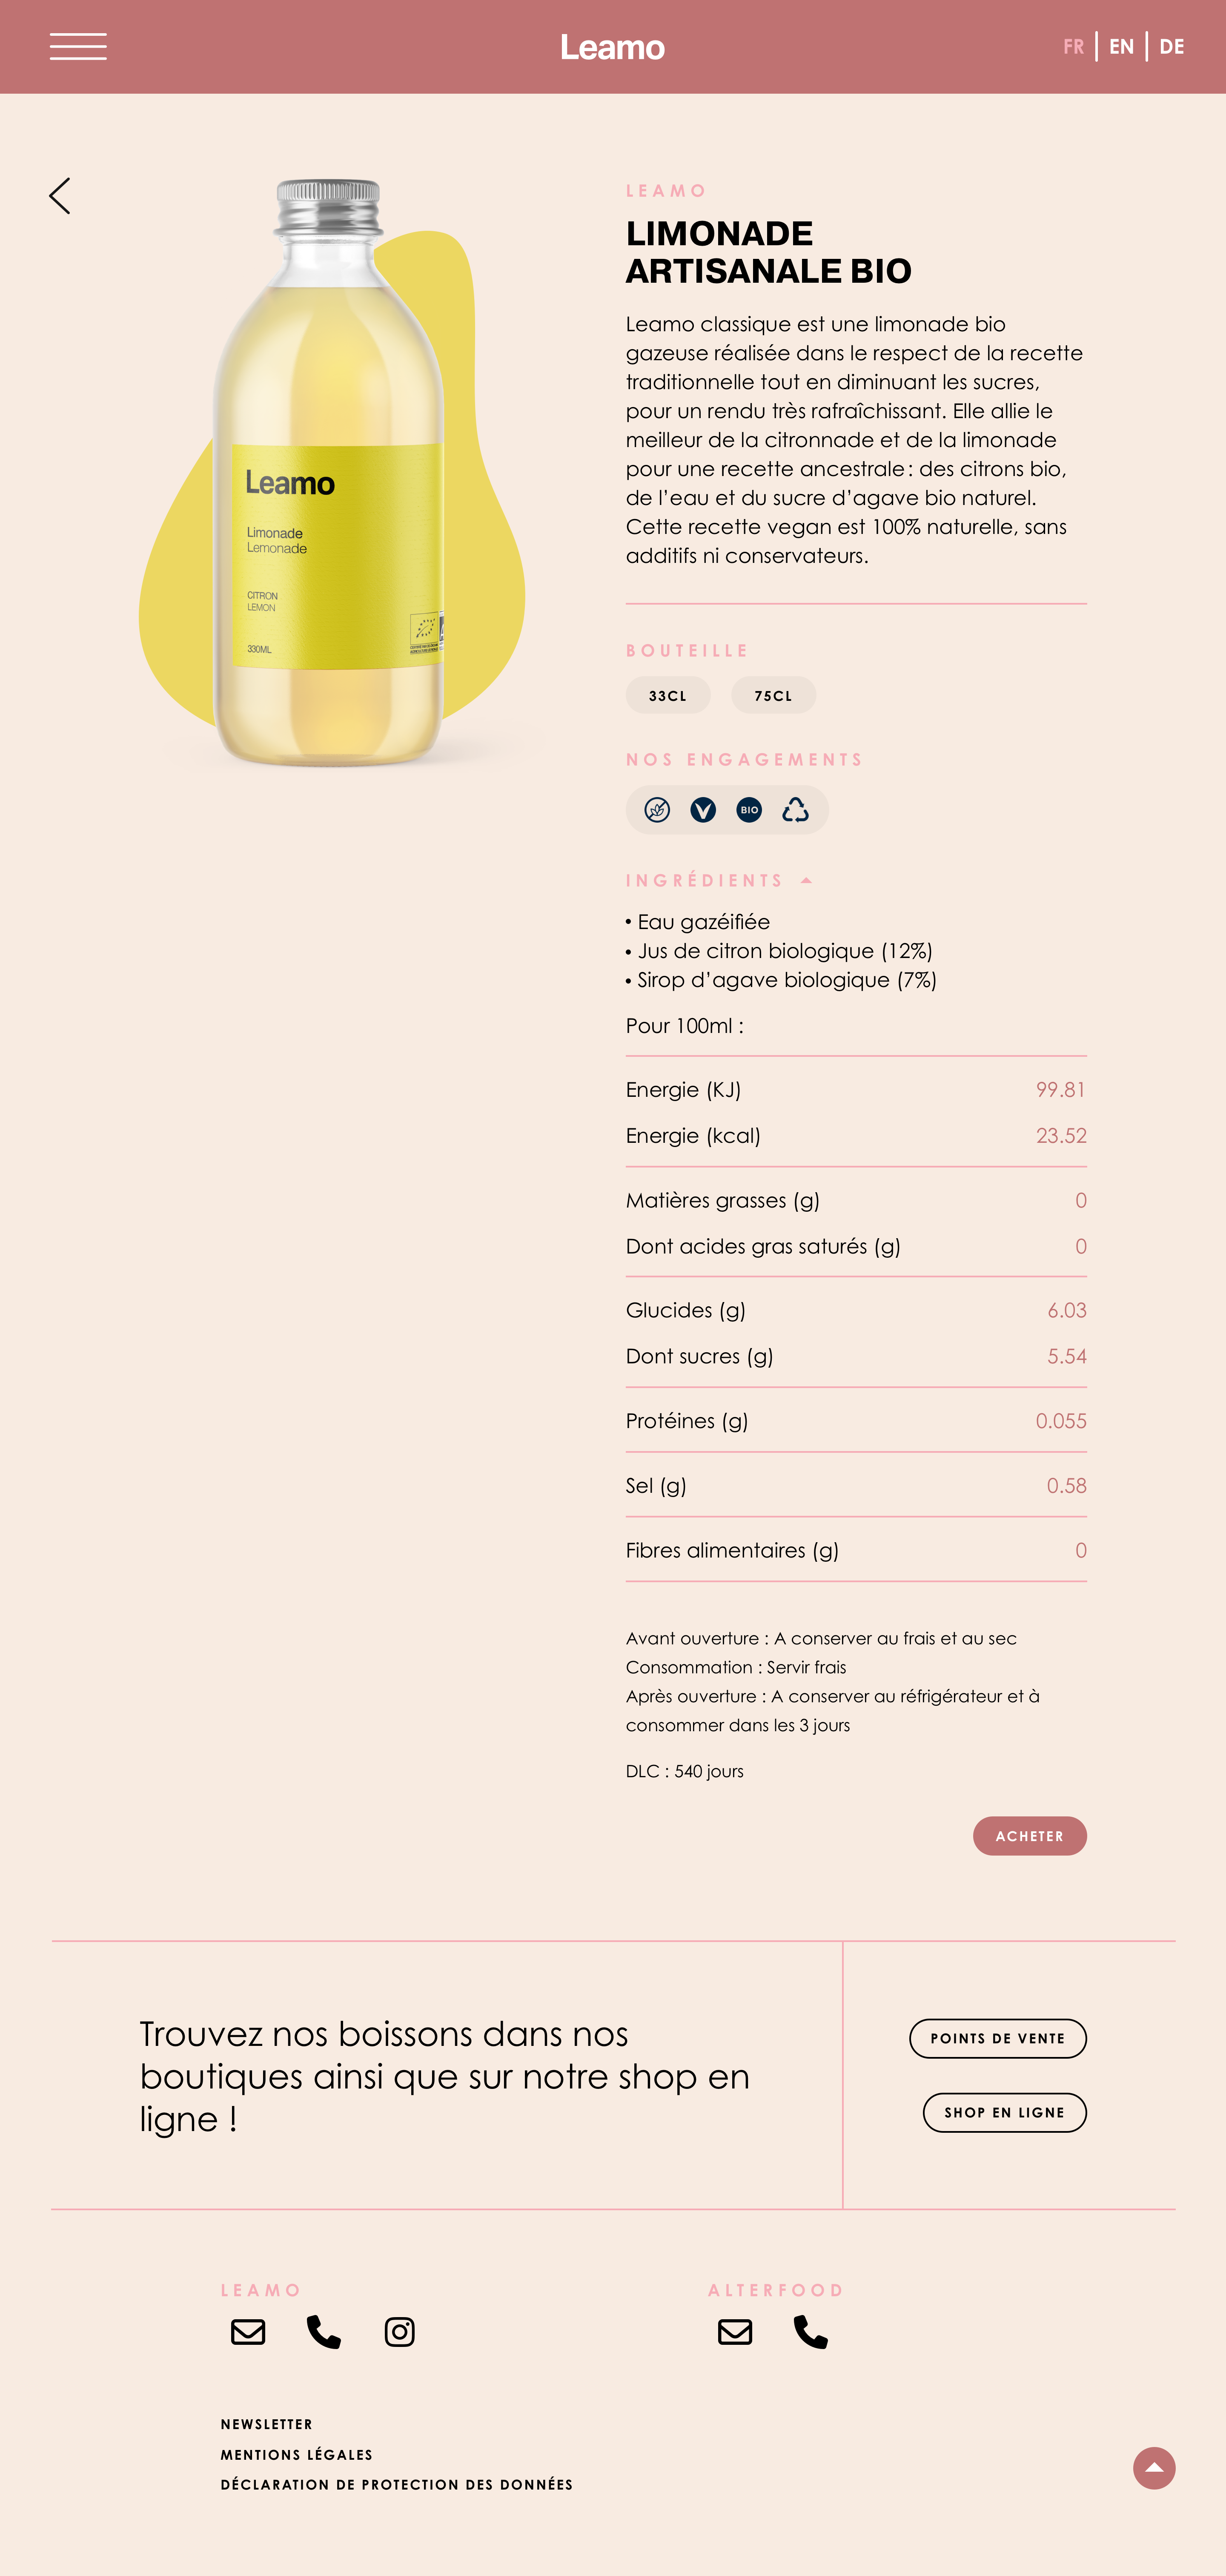 Leamo
FR | EN | DE
LEAMO
LIMONADE
ARTISANALE BIO
Leamo classique est une limonade bio
gazeuse réalisée dans le respect de la recette
traditionnelle tout en diminuant les sucres,
pour un rendu très rafraîchissant. Elle allie le
meilleur de la citronnade et de la limonade
pour une recette ancestrale : des citrons bio,
de l’eau et du sucre d’agave bio naturel.
Cette recette vegan est 100% naturelle, sans
additifs ni conservateurs.
Leamo
Limonade
Lemonade
CITRON
LEMON
330ML
BOUTEILLE
33CL
75CL
NOS ENGAGEMENTS
BIO
INGRÉDIENTS
• Eau gazéifiée
• Jus de citron biologique (12%)
• Sirop d’agave biologique (7%)
Pour 100ml :
Energie (KJ) 99.81
Energie (kcal) 23.52
Matières grasses (g) 0
Dont acides gras saturés (g) 0
Glucides (g) 6.03
Dont sucres (g) 5.54
Protéines (g) 0.055
Sel (g) 0.58
Fibres alimentaires (g) 0
Avant ouverture : A conserver au frais et au sec
Consommation : Servir frais
Après ouverture : A conserver au réfrigérateur et à
consommer dans les 3 jours
DLC : 540 jours
ACHETER
Trouvez nos boissons dans nos
boutiques ainsi que sur notre shop en
ligne !
POINTS DE VENTE
SHOP EN LIGNE
LEAMO
ALTERFOOD
NEWSLETTER
MENTIONS LÉGALES
DÉCLARATION DE PROTECTION DES DONNÉES